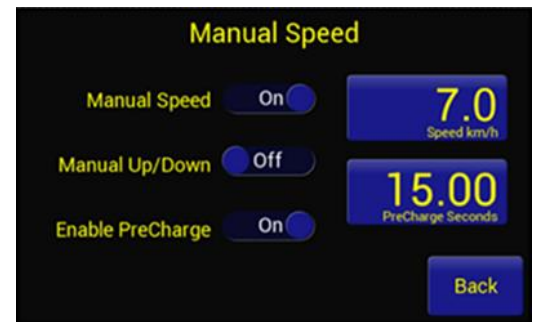 Manual Speed
Manual Speed On
7.0
Speed km/h
Manual Up/Down Off
15.00
PreCharge Seconds
Enable PreCharge On
Back